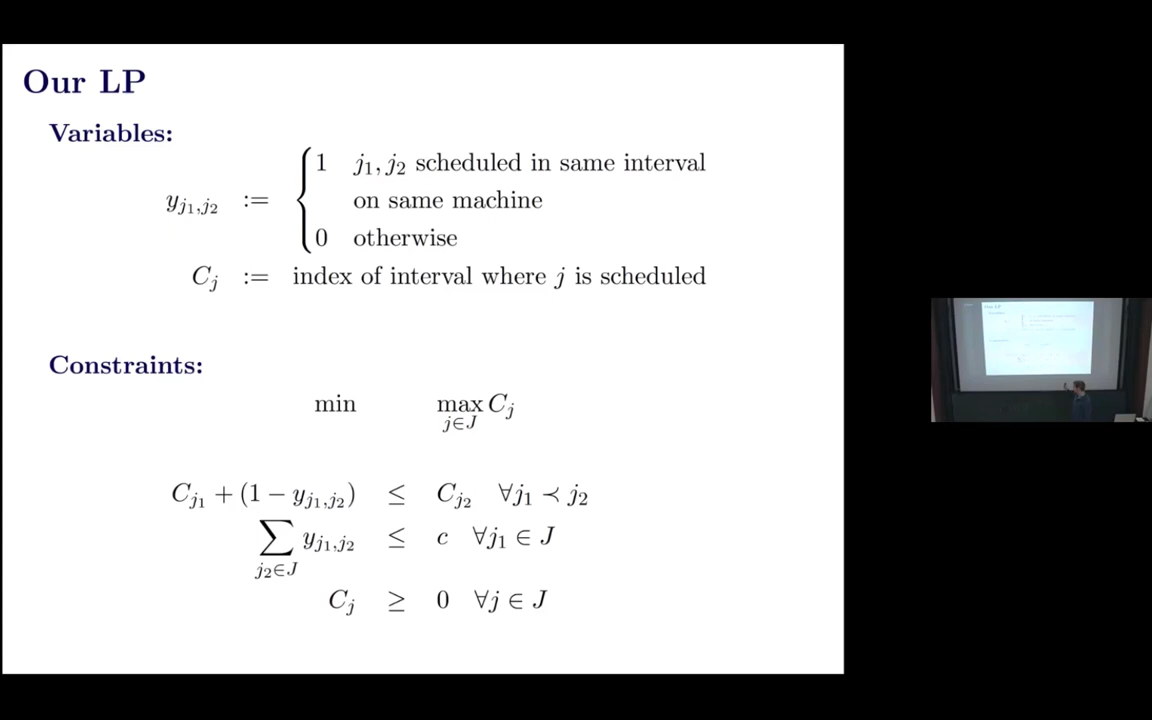 Our LP
Variables:
y_{j₁,j₂} := { 1 j₁, j₂ scheduled in same interval
on same machine
0 otherwise
C_j := index of interval where j is scheduled
Constraints:
min max_{j∈J} C_j
C_{j₁} + (1 − y_{j₁,j₂}) ≤ C_{j₂} ∀j₁ ≺ j₂
∑_{j₂∈J} y_{j₁,j₂} ≤ c ∀j₁ ∈ J
C_j ≥ 0 ∀j ∈ J